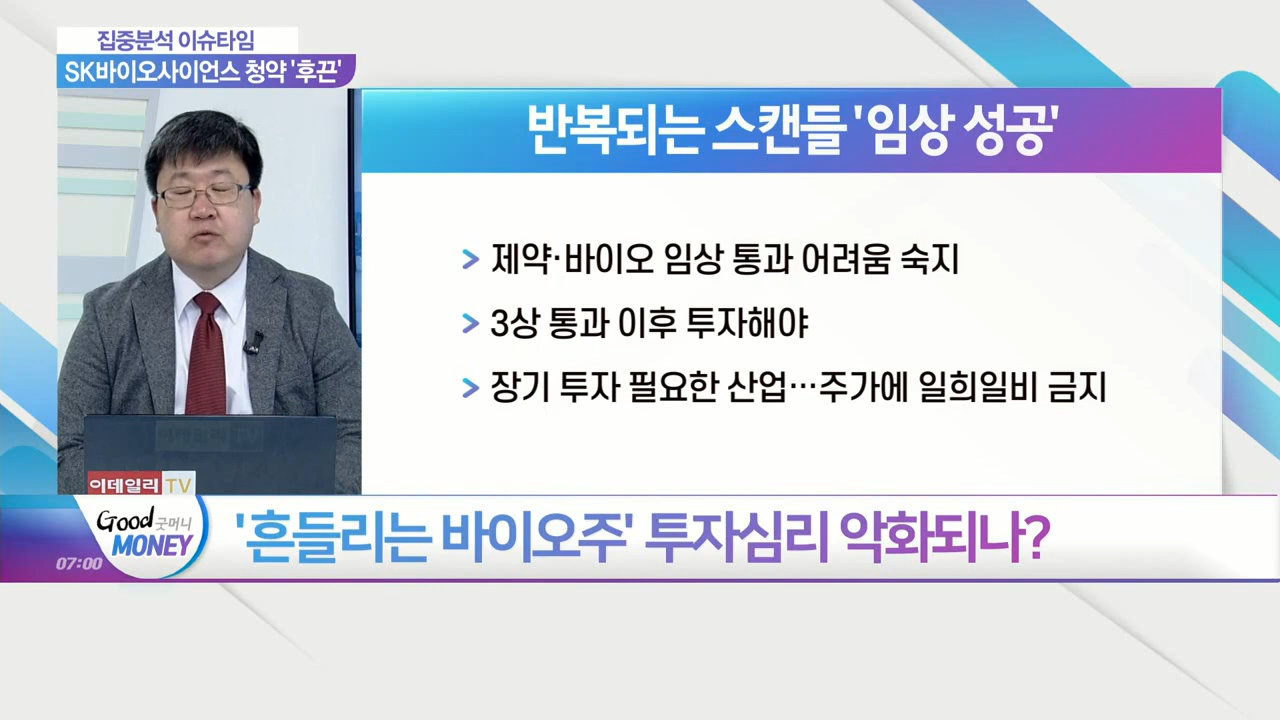 집중분석 이슈타임
SK바이오사이언스 청약 '후끈'
반복되는 스캔들 '임상 성공'
제약·바이오 임상 통과 어려움 숙지
3상 통과 이후 투자해야
장기 투자 필요한 산업…주가에 일희일비 금지
이데일리 TV
Good 굿머니
MONEY
'흔들리는 바이오주' 투자심리 악화되나?
07:00